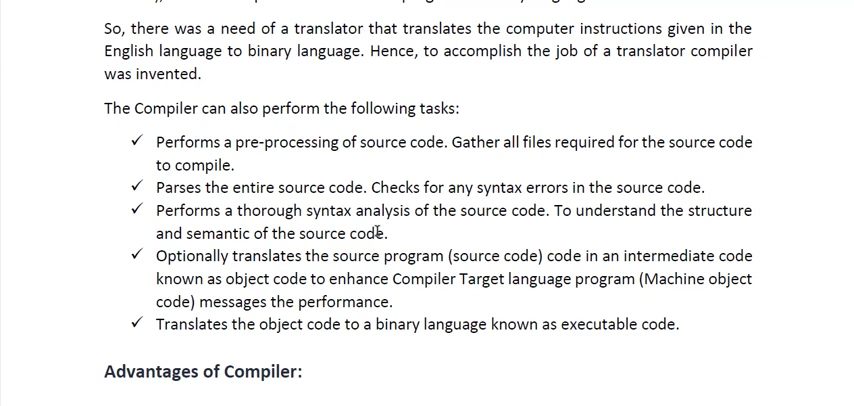 So, there was a need of a translator that translates the computer instructions given in the
English language to binary language. Hence, to accomplish the job of a translator compiler
was invented.
The Compiler can also perform the following tasks:
✓ Performs a pre-processing of source code. Gather all files required for the source code
to compile.
✓ Parses the entire source code. Checks for any syntax errors in the source code.
✓ Performs a thorough syntax analysis of the source code. To understand the structure
and semantic of the source code.
✓ Optionally translates the source program (source code) code in an intermediate code
known as object code to enhance Compiler Target language program (Machine object
code) messages the performance.
✓ Translates the object code to a binary language known as executable code.
Advantages of Compiler: